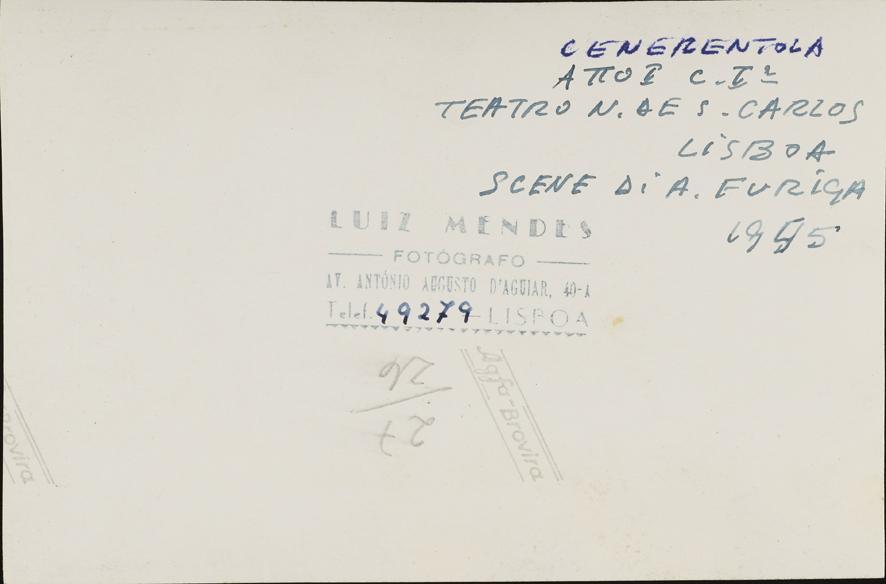 CENERENTOLA
ATTO I C. Iª
TEATRO N. DE S. CARLOS
LISBOA
SCENE DI A. FURIGA
1955
LUIZ MENDES
FOTÓGRAFO
AV. ANTÓNIO AUGUSTO D'AGUIAR, 40-A
Telef. 49279 - LISBOA
26
27
Agfa-Brovira
Brovira